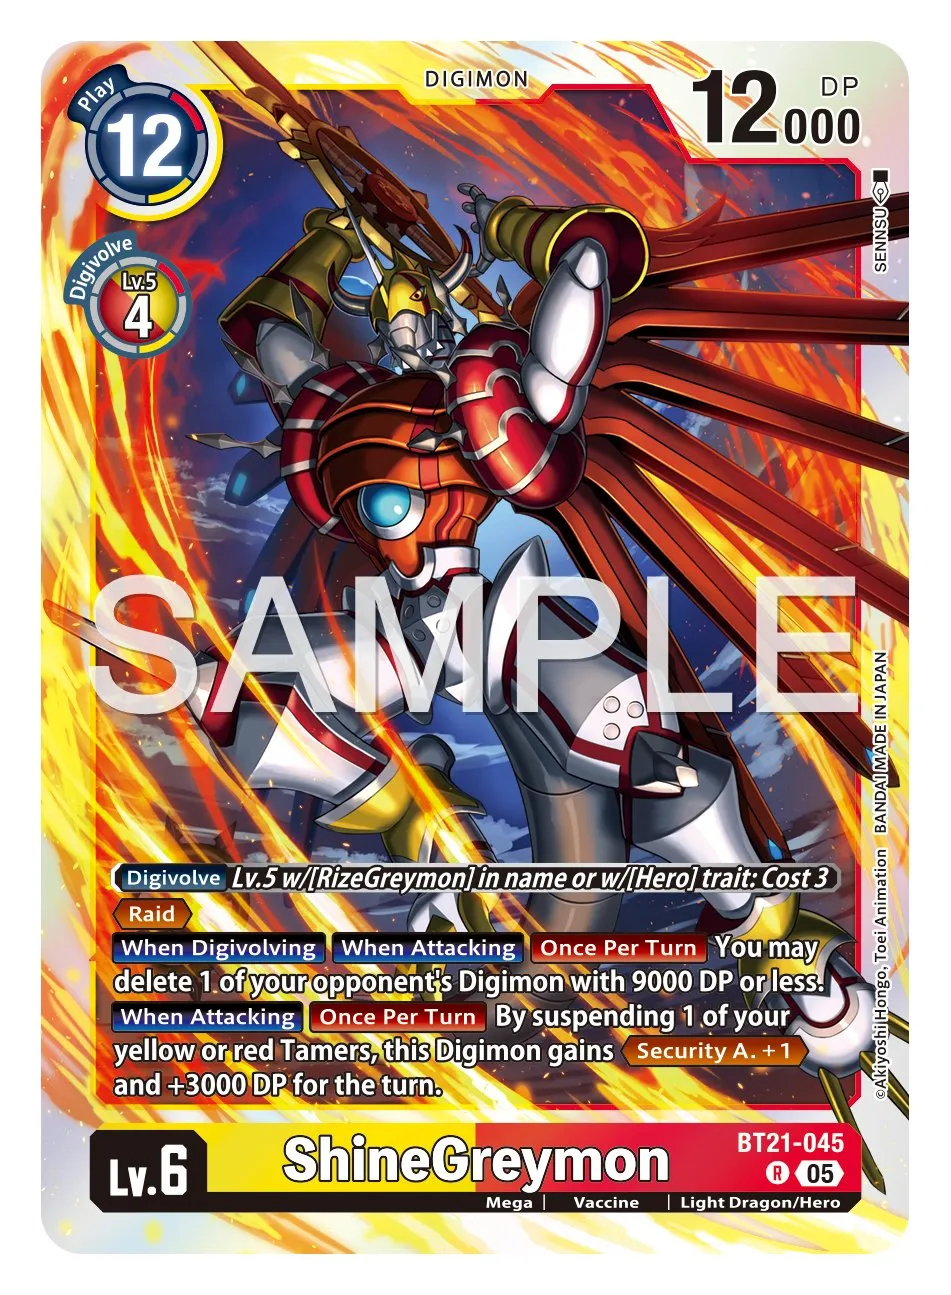 DIGIMON
Play
12
12000
DP
Digivolve
Lv.5
4
SENNSU
SAMPLE
BANDAI MADE IN JAPAN
©Akiyoshi Hongo, Toei Animation
Digivolve Lv.5 w/[RizeGreymon] in name or w/[Hero] trait: Cost 3
Raid
When Digivolving When Attacking Once Per Turn You may
delete 1 of your opponent's Digimon with 9000 DP or less.
When Attacking Once Per Turn By suspending 1 of your
yellow or red Tamers, this Digimon gains Security A. +1
and +3000 DP for the turn.
Lv.6
ShineGreymon
BT21-045
R 05
Mega | Vaccine | Light Dragon/Hero